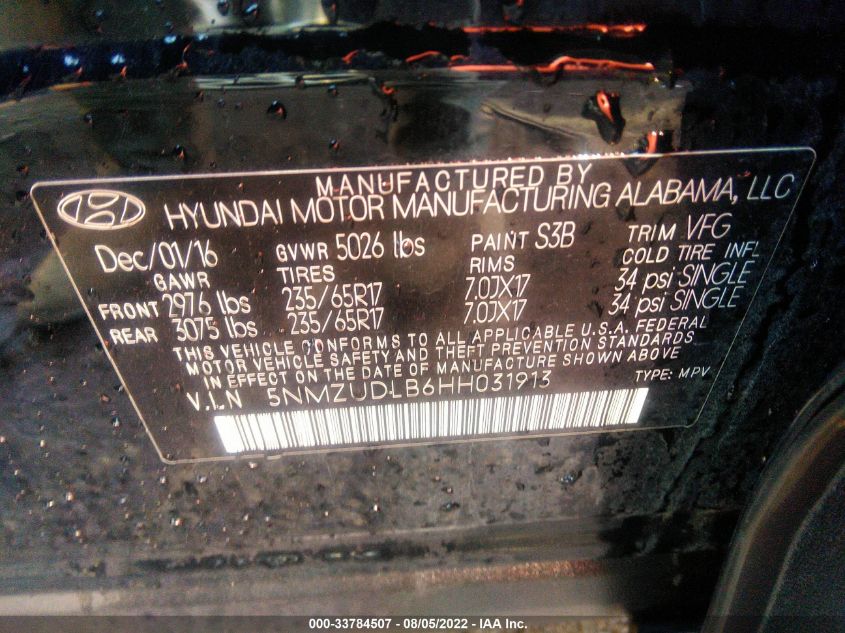 MANUFACTURED BY
HYUNDAI MOTOR MANUFACTURING ALABAMA, LLC
Dec/01/16 GVWR 5026 lbs PAINT S3B TRIM VFG
GAWR TIRES RIMS COLD TIRE INFL
FRONT 2976 lbs 235/65R17 7.0JX17 34 psi SINGLE
REAR 3075 lbs 235/65R17 7.0JX17 34 psi SINGLE
THIS VEHICLE CONFORMS TO ALL APPLICABLE U.S.A. FEDERAL
MOTOR VEHICLE SAFETY AND THEFT PREVENTION STANDARDS
IN EFFECT ON THE DATE OF MANUFACTURE SHOWN ABOVE
V.I.N 5NMZUDLB6HH031913 TYPE: MPV
000-33784507 - 08/05/2022 - IAA Inc.